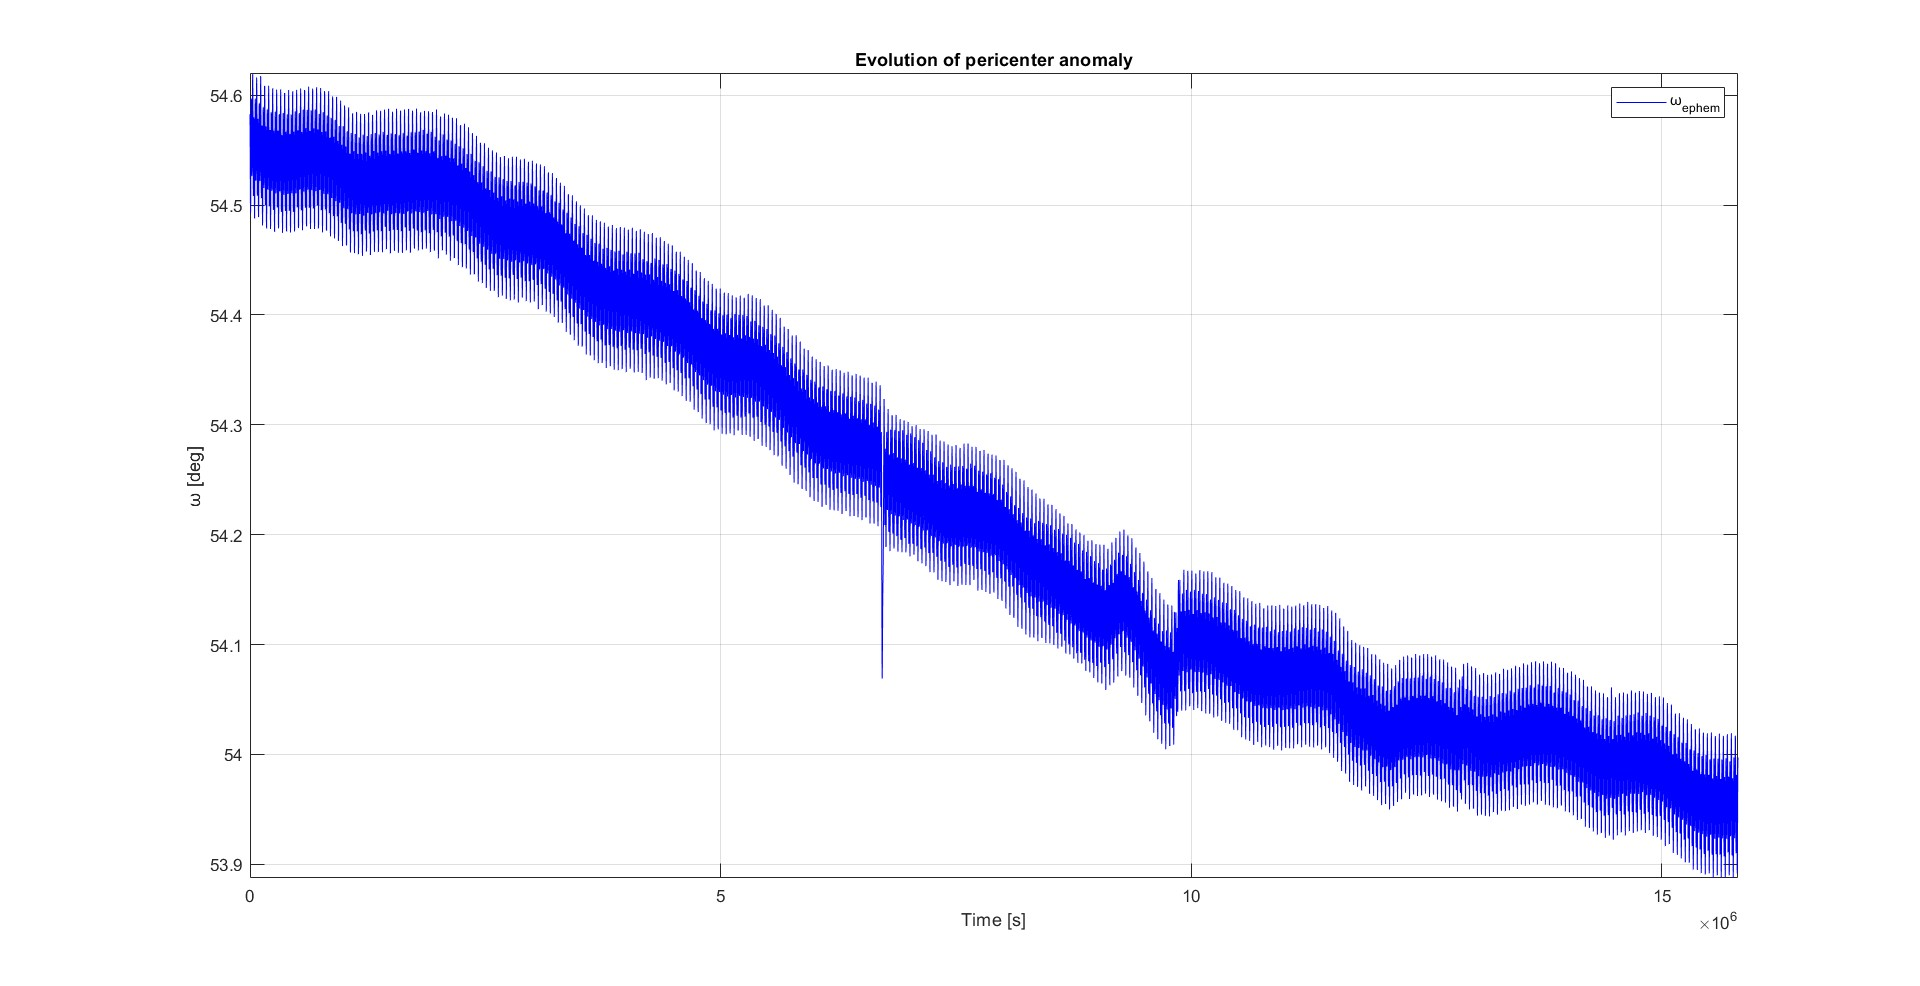 Evolution of pericenter anomaly
ω_ephem
54.6
54.5
54.4
54.3
54.2
54.1
54
53.9
ω [deg]
0 5 10 15
Time [s]
×10^6